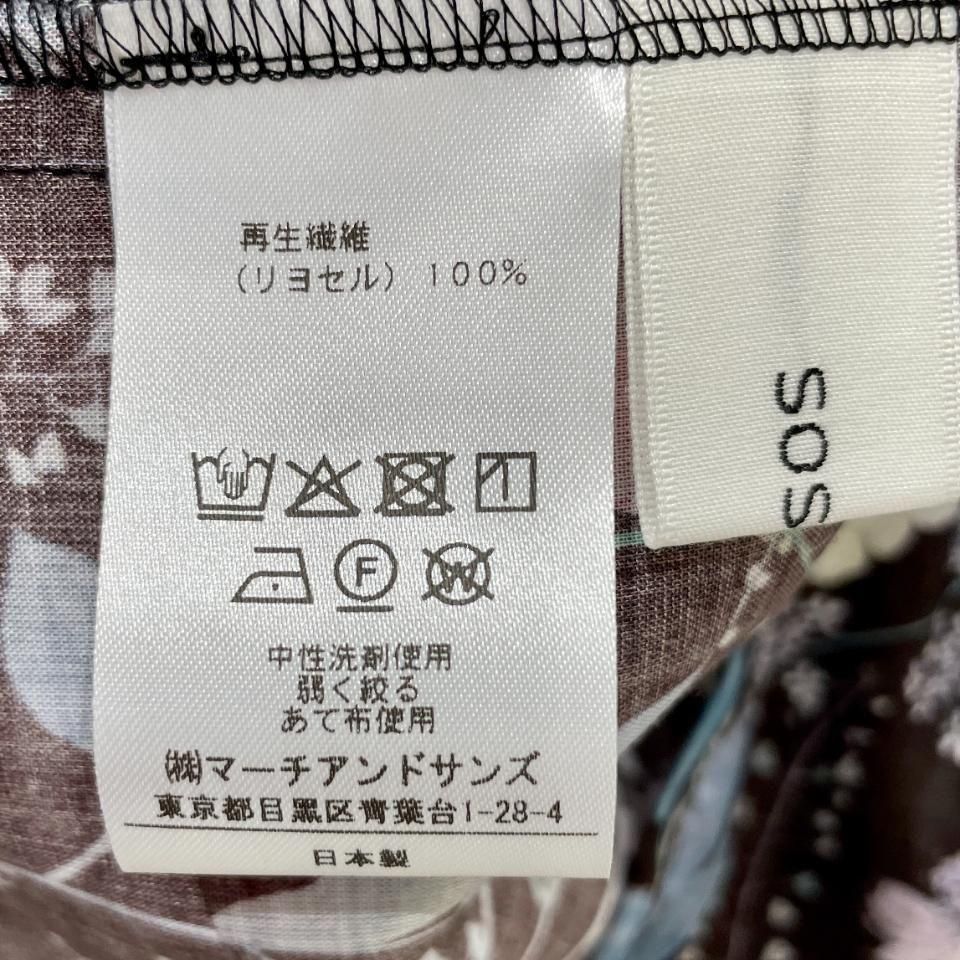 再生繊維
（リヨセル） 100%
F
W
中性洗剤使用
弱く絞る
あて布使用
㈱マーチアンドサンズ
東京都目黒区青葉台1-28-4
日本製
SOS